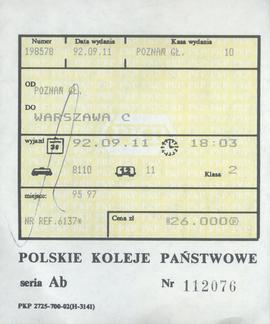 Numer Data wydania Kasa wydania
198578 92.09.11 POZNAŃ GŁ. 10
OD
POZNAŃ GŁ.
DO
WARSZAWA C
wyjazd 92.09.11 18:03
8110 11 Klasa 2
miejsce: 95 97
NR REF.6137* Cena zł *26.000
POLSKIE KOLEJE PAŃSTWOWE
seria Ab Nr 112076
PKP 2725-700-02(H-3141)